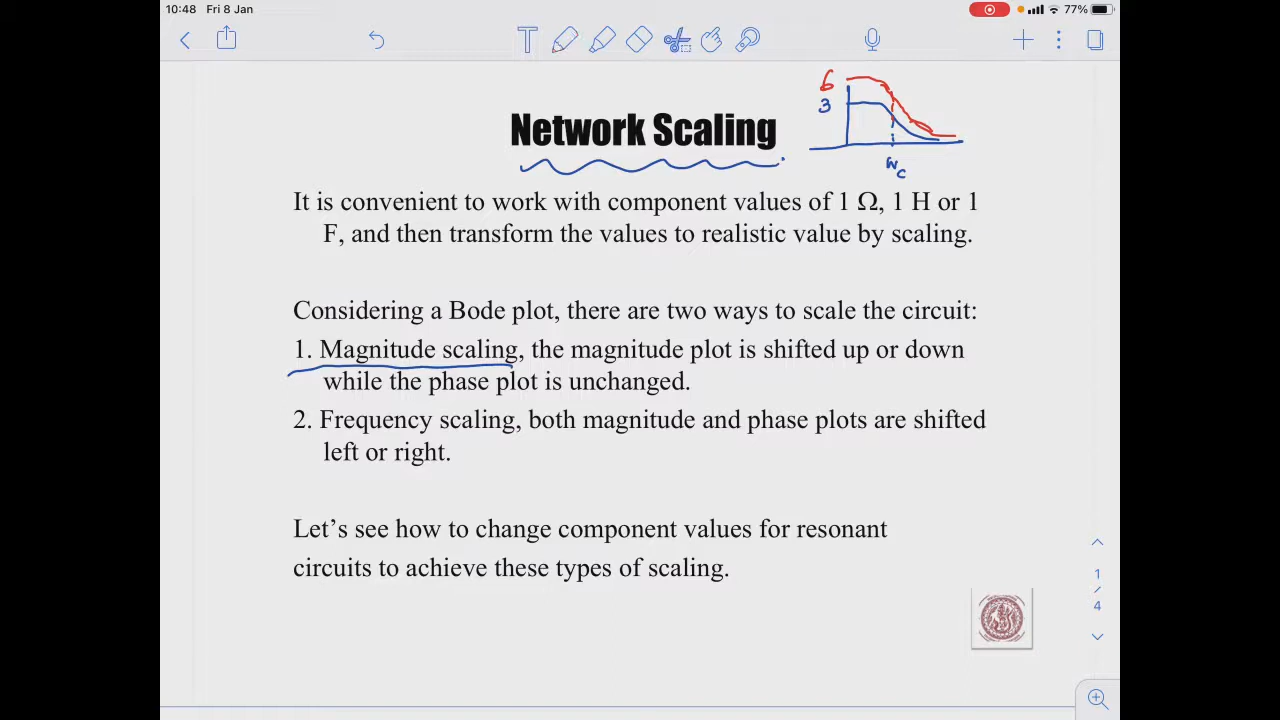 10:48 Fri 8 Jan
77%
6
3
Network Scaling
ωc
It is convenient to work with component values of 1 Ω, 1 H or 1
F, and then transform the values to realistic value by scaling.
Considering a Bode plot, there are two ways to scale the circuit:
1. Magnitude scaling, the magnitude plot is shifted up or down
while the phase plot is unchanged.
2. Frequency scaling, both magnitude and phase plots are shifted
left or right.
Let’s see how to change component values for resonant
circuits to achieve these types of scaling.
1
/
4